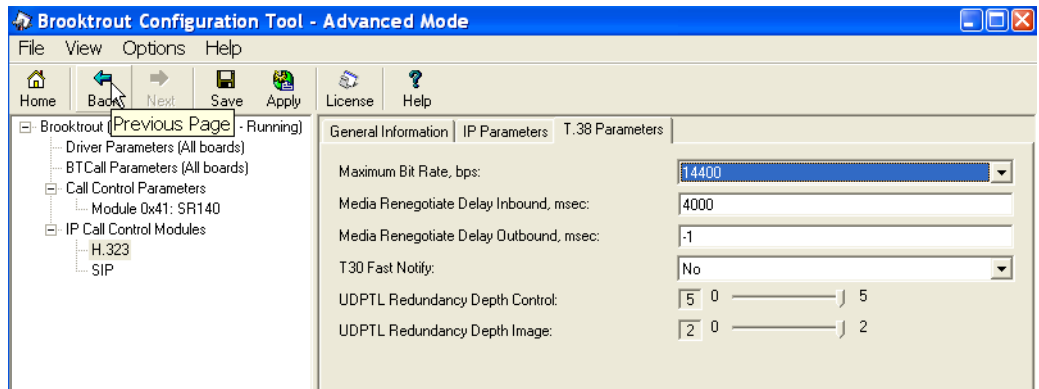 Brooktrout Configuration Tool - Advanced Mode
File View Options Help
Home Back Next Save Apply License Help
Previous Page
Brooktrout ( - Running)
Driver Parameters (All boards)
BTCall Parameters (All boards)
Call Control Parameters
Module 0x41: SR140
IP Call Control Modules
H.323
SIP
General Information IP Parameters T.38 Parameters
Maximum Bit Rate, bps: 14400
Media Renegotiate Delay Inbound, msec: 4000
Media Renegotiate Delay Outbound, msec: -1
T30 Fast Notify: No
UDPTL Redundancy Depth Control: 5 0 5
UDPTL Redundancy Depth Image: 2 0 2